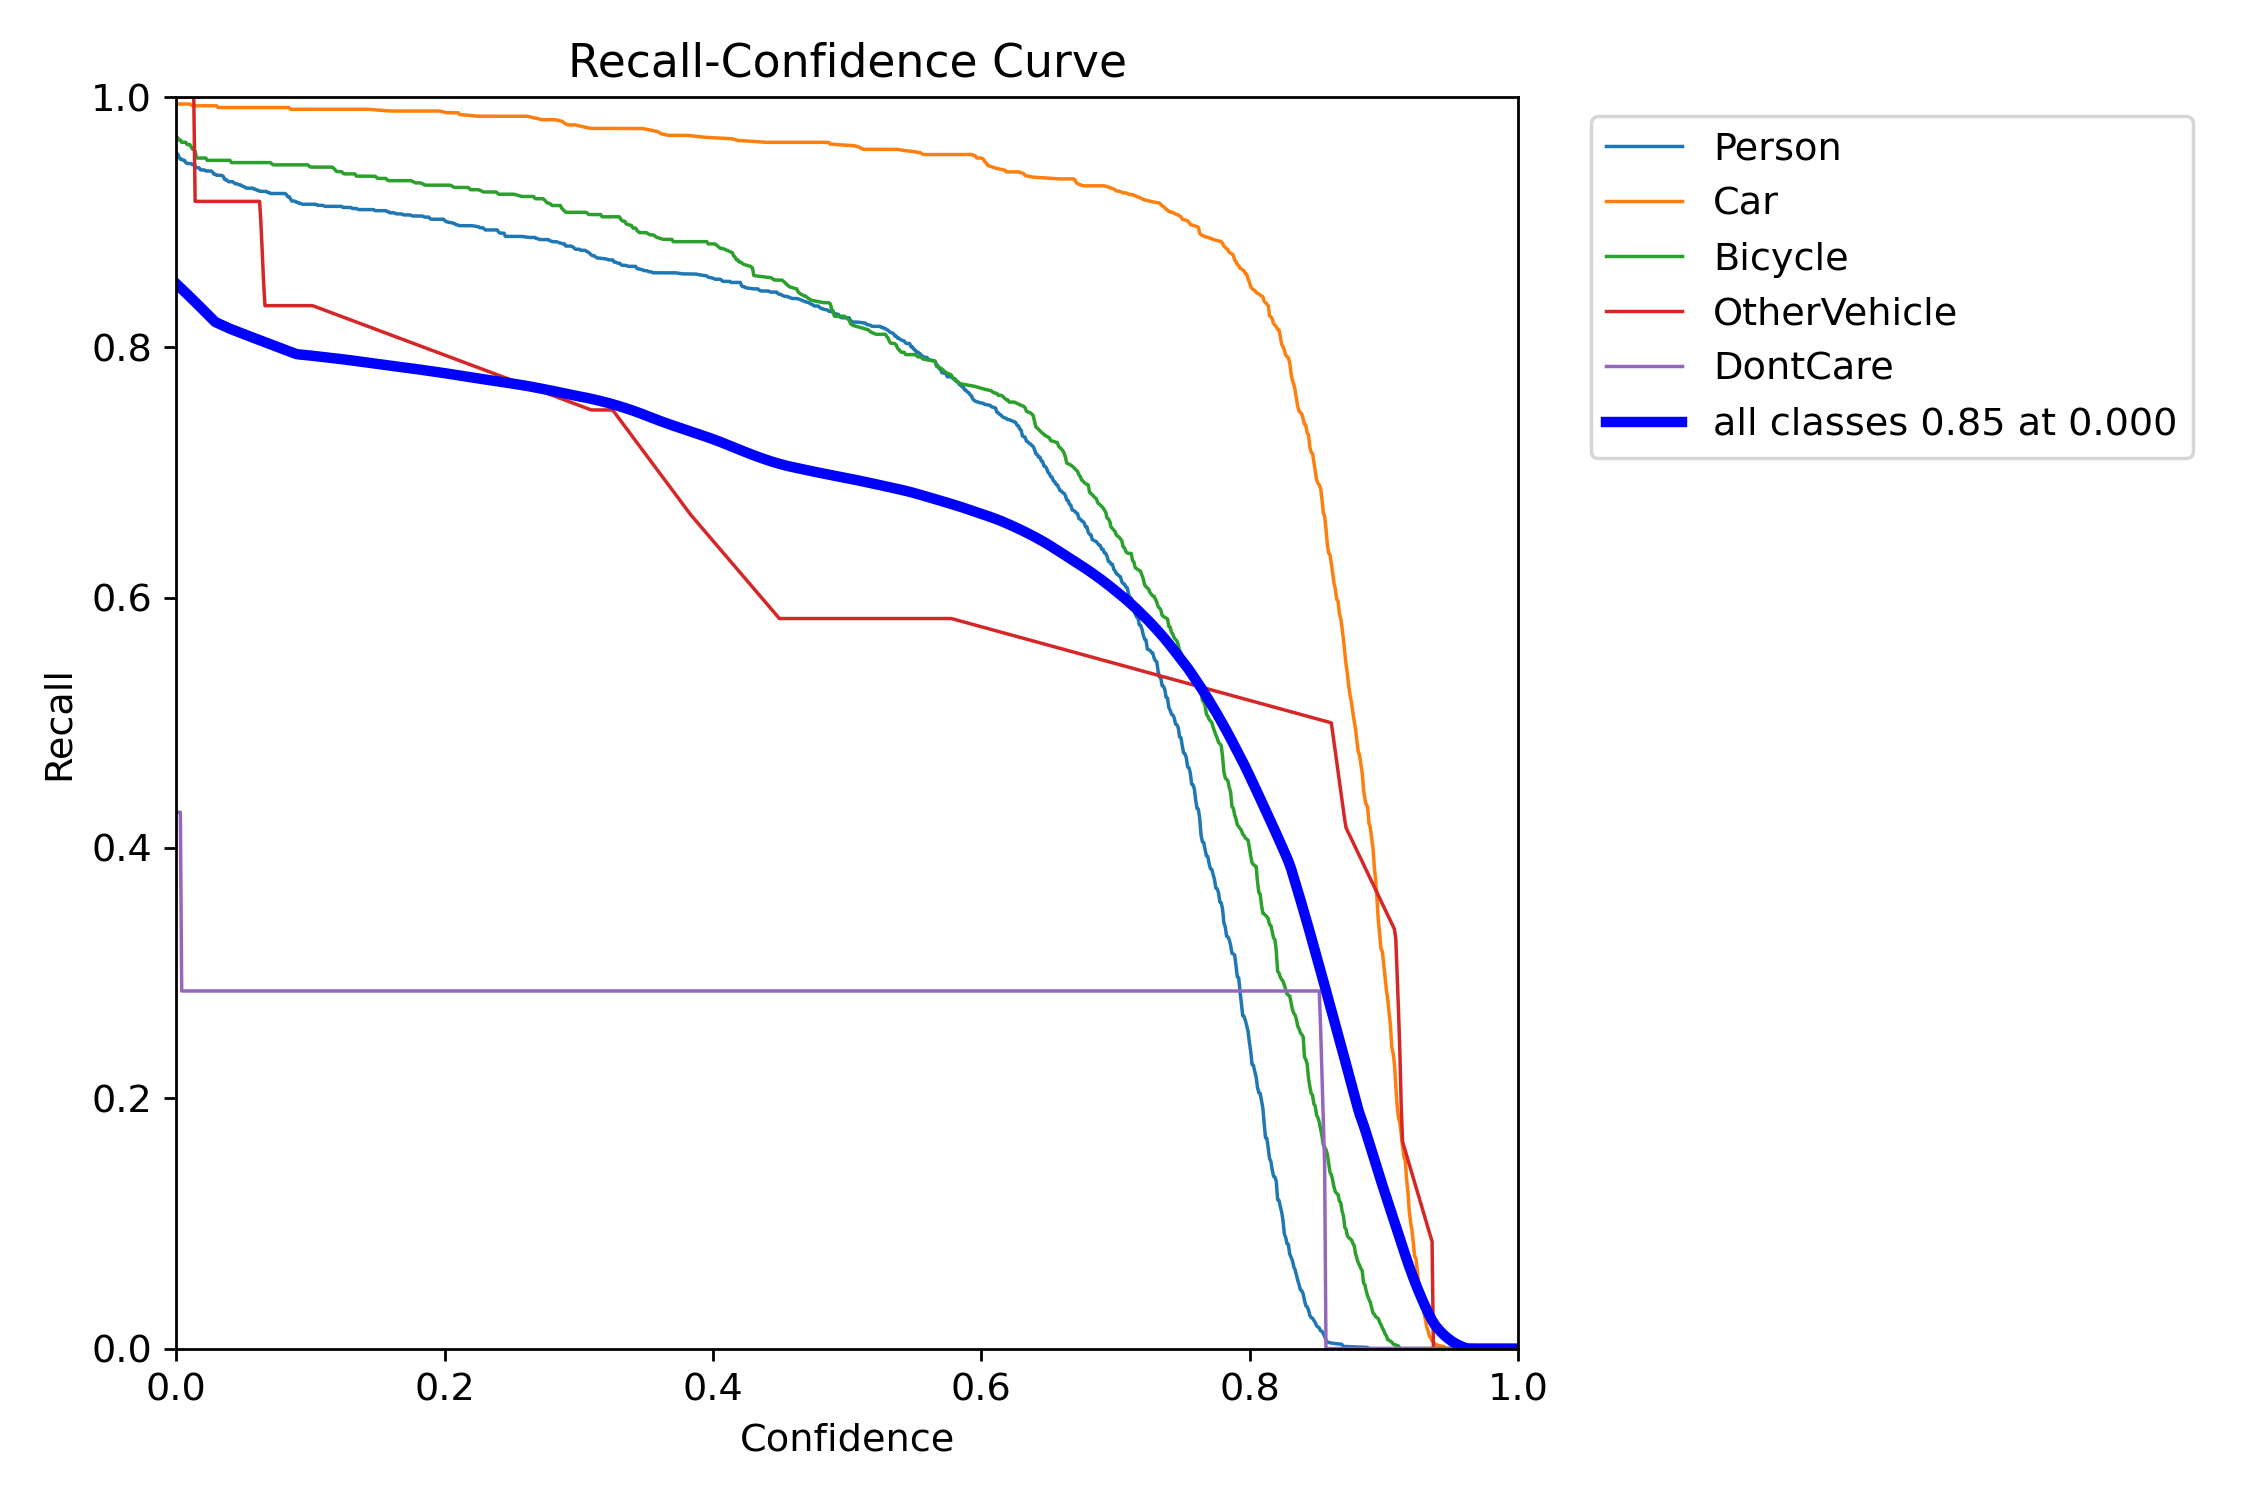 Recall-Confidence Curve
1.0
0.8
0.6
0.4
0.2
0.0
Recall
0.0 0.2 0.4 0.6 0.8 1.0
Confidence
Person
Car
Bicycle
OtherVehicle
DontCare
all classes 0.85 at 0.000